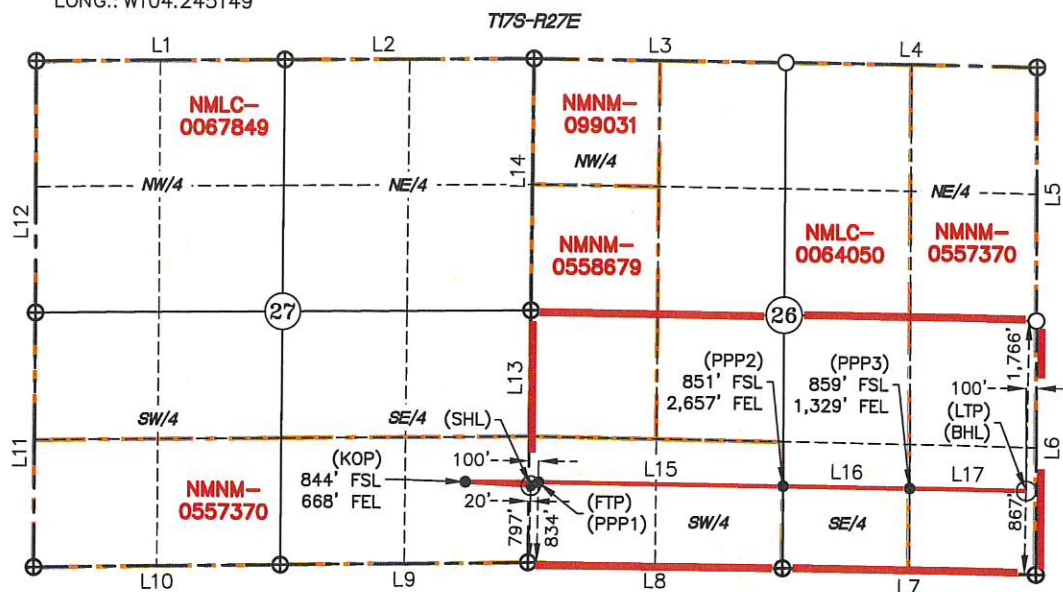 LONG.: W104.245149
T17S-R27E
L1
L2
L3
L4
NMLC-
0067849
NMNM-
099031
NW/4
NW/4
NE/4
L14
NE/4
L5
L12
NMNM-
0558679
NMLC-
0064050
NMNM-
0557370
27
26
(PPP2)
851' FSL
2,657' FEL
(PPP3)
859' FSL
1,329' FEL
1,766'
100'
(LTP)
(BHL)
L13
SW/4
SE/4
(SHL)
L11
L6
(KOP)
844' FSL
668' FEL
100'
L15
L16
L17
NMNM-
0557370
20'
(FTP)
(PPP1)
797'
834'
SW/4
SE/4
867'
L10
L9
L8
L7